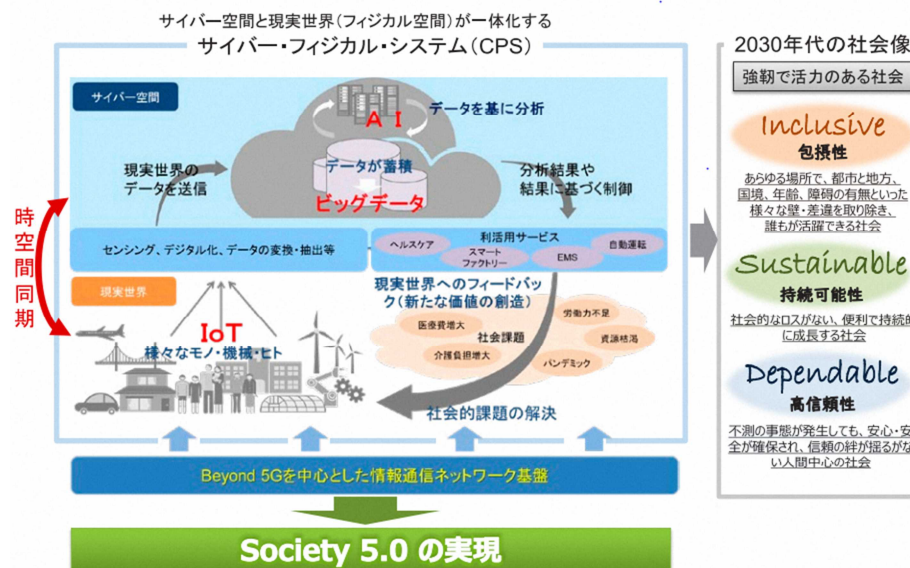 サイバー空間と現実世界(フィジカル空間)が一体化する
サイバー・フィジカル・システム(CPS)
サイバー空間
AI
データを基に分析
現実世界の
データを送信
データが蓄積
ビッグデータ
分析結果や
結果に基づく制御
時空間同期
センシング、デジタル化、データの変換・抽出等
利活用サービス
ヘルスケア
スマート
ファクトリー
EMS
自動運転
現実世界
IoT
様々なモノ・機械・ヒト
現実世界へのフィードバッ
ク(新たな価値の創造)
医療費増大
社会課題
労働力不足
資源枯渇
介護負担増大
パンデミック
社会的課題の解決
Beyond 5Gを中心とした情報通信ネットワーク基盤
Society 5.0 の実現
2030年代の社会像
強靭で活力のある社会
Inclusive
包摂性
あらゆる場所で、都市と地方、
国境、年齢、障碍の有無といった
様々な壁・差違を取り除き、
誰もが活躍できる社会
Sustainable
持続可能性
社会的なロスがない、便利で持続的
に成長する社会
Dependable
高信頼性
不測の事態が発生しても、安心・安
全が確保され、信頼の絆が揺るがな
い人間中心の社会